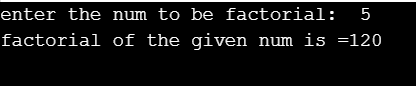 enter the num to be factorial:  5
factorial of the given num is =120